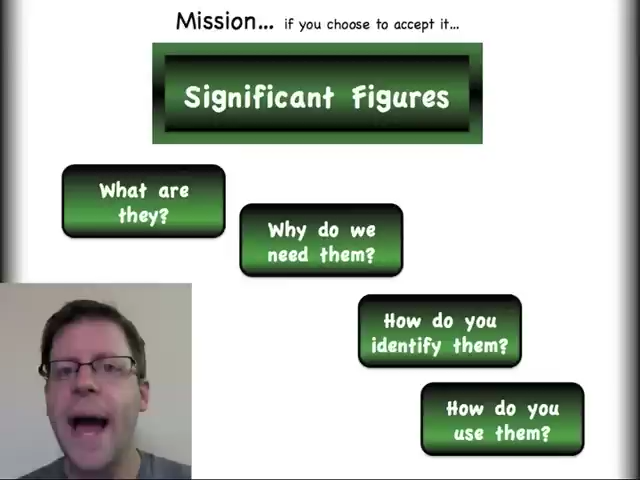 Mission... if you choose to accept it...
Significant Figures
What are
they?
Why do we
need them?
How do you
identify them?
How do you
use them?